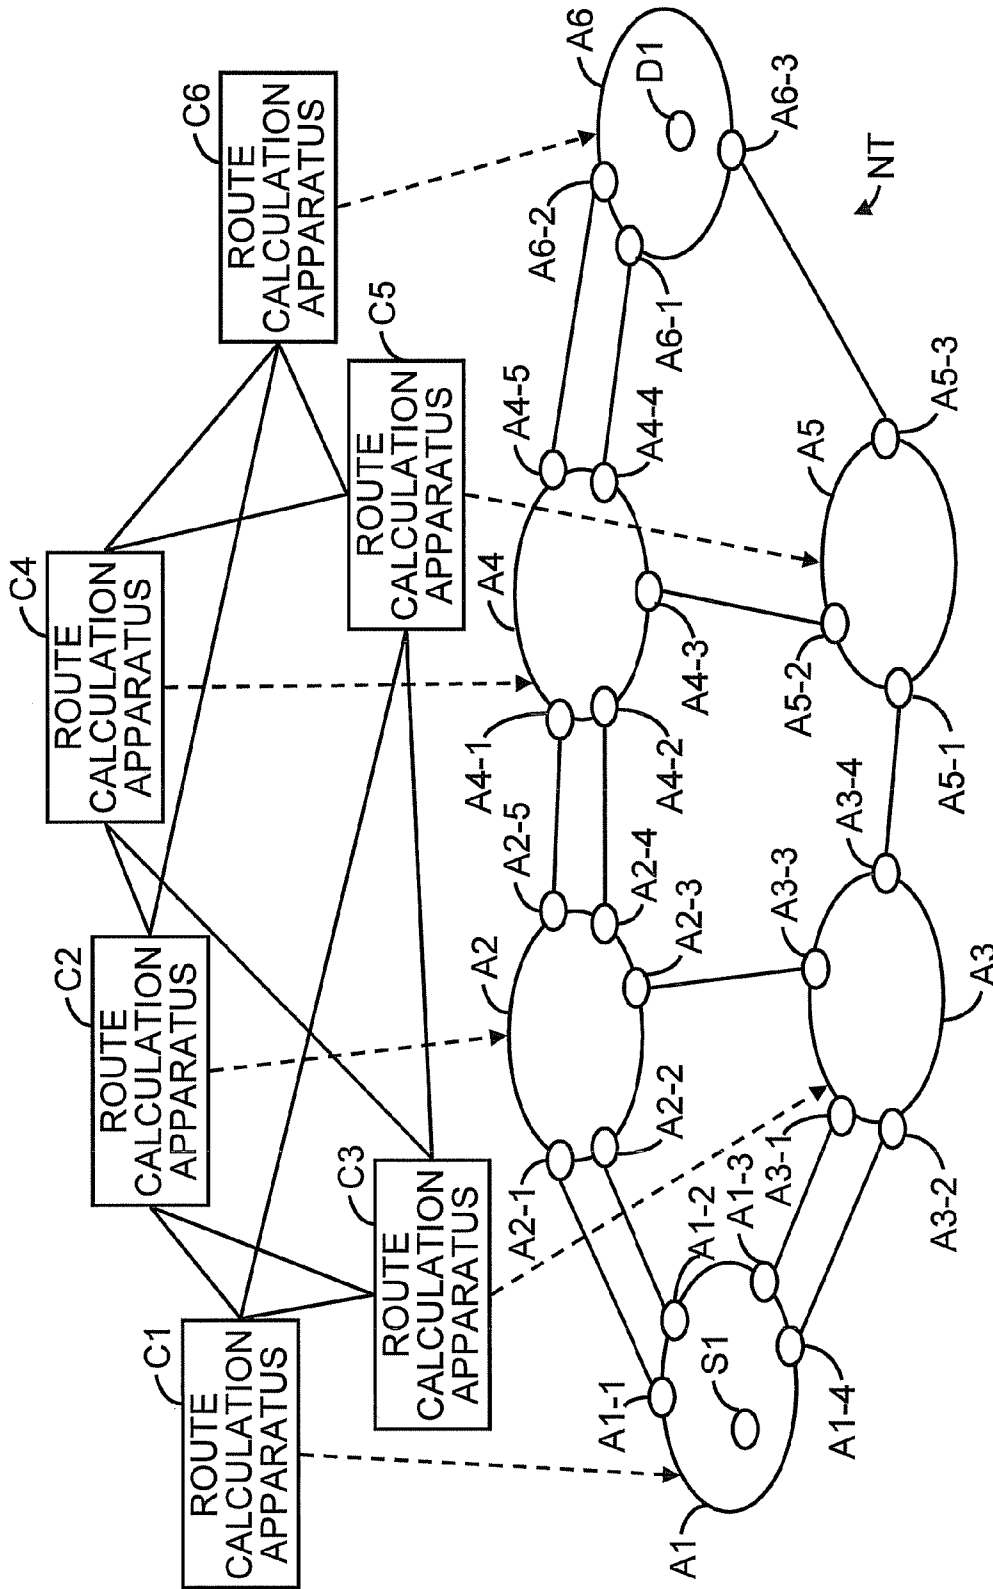 C1
ROUTE
CALCULATION
APPARATUS
C2
ROUTE
CALCULATION
APPARATUS
C3
ROUTE
CALCULATION
APPARATUS
C4
ROUTE
CALCULATION
APPARATUS
C5
ROUTE
CALCULATION
APPARATUS
C6
ROUTE
CALCULATION
APPARATUS
A1
S1
A1-1
A1-2
A1-3
A1-4
A2
A2-1
A2-2
A2-3
A2-4
A2-5
A3
A3-1
A3-2
A3-3
A3-4
A4
A4-1
A4-2
A4-3
A4-4
A4-5
A5
A5-1
A5-2
A5-3
A6
D1
A6-1
A6-2
A6-3
NT